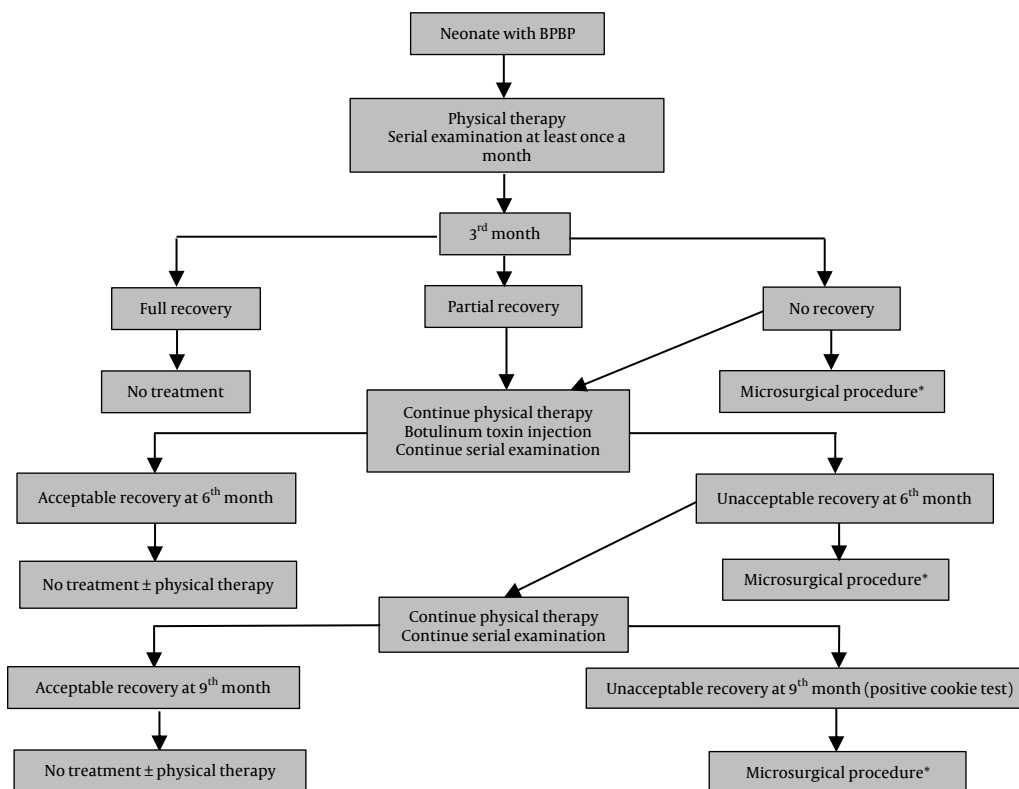 Neonate with BPBP
Physical therapy
Serial examination at least once a
month
3rd month
Full recovery
Partial recovery
No recovery
No treatment
Microsurgical procedure*
Continue physical therapy
Botulinum toxin injection
Continue serial examination
Acceptable recovery at 6th month
Unacceptable recovery at 6th month
No treatment ± physical therapy
Microsurgical procedure*
Continue physical therapy
Continue serial examination
Acceptable recovery at 9th month
Unacceptable recovery at 9th month (positive cookie test)
No treatment ± physical therapy
Microsurgical procedure*